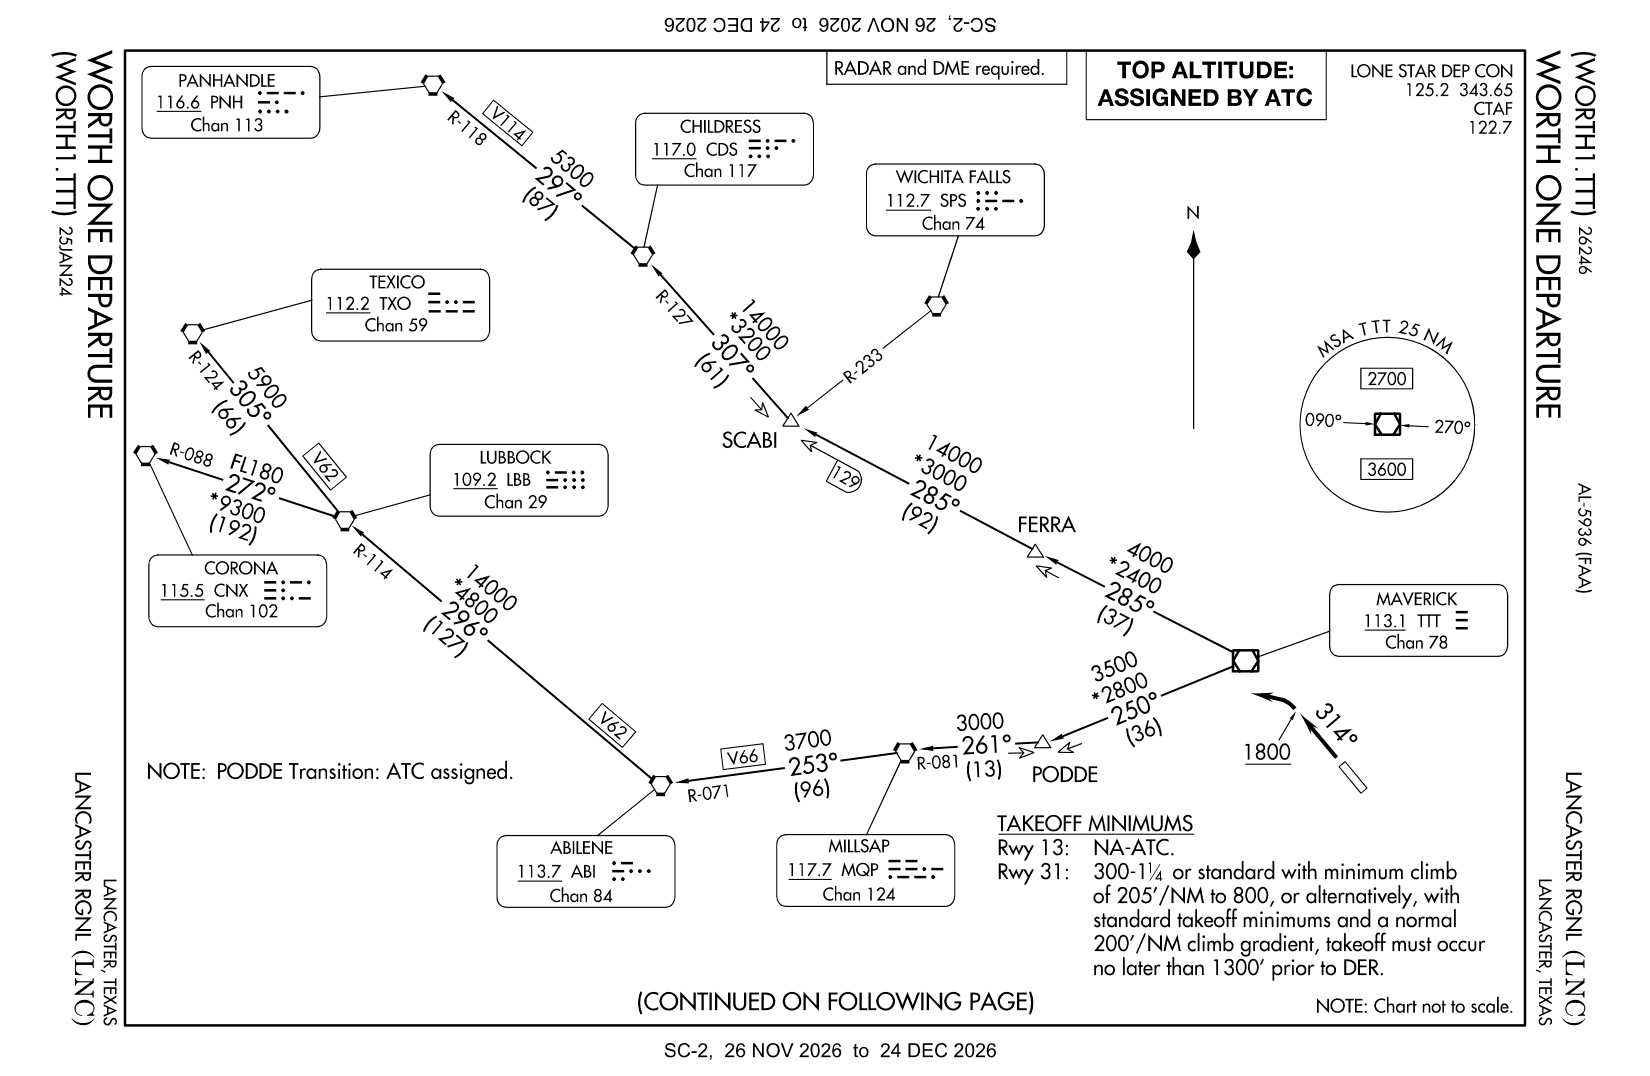 SC-2, 26 NOV 2026 to 24 DEC 2026
(WORTH1.TTT) 25JAN24
WORTH ONE DEPARTURE
(WORTH1.TTT) 26246
WORTH ONE DEPARTURE
AL-5936 (FAA)
LANCASTER RGNL (LNC)
LANCASTER, TEXAS
LANCASTER RGNL (LNC)
LANCASTER, TEXAS
RADAR and DME required.
TOP ALTITUDE:
ASSIGNED BY ATC
LONE STAR DEP CON
125.2 343.65
CTAF
122.7
PANHANDLE
116.6 PNH
Chan 113
V114
R-118
5300
297°
(87)
CHILDRESS
117.0 CDS
Chan 117
WICHITA FALLS
112.7 SPS
Chan 74
N
TEXICO
112.2 TXO
Chan 59
R-127
14000
*3200
307°
(61)
R-233
SCABI
MSA TTT 25 NM
2700
090°
270°
3600
R-124
5900
305°
(66)
V62
R-088
FL180
272°
*9300
(192)
LUBBOCK
109.2 LBB
Chan 29
129
14000
*3000
285°
(92)
FERRA
CORONA
115.5 CNX
Chan 102
R-114
14000
*4800
296°
(127)
4000
*2400
285°
(37)
MAVERICK
113.1 TTT
Chan 78
3500
*2800
250°
(36)
V62
314°
1800
3000
261°
(13)
R-081
PODDE
V66
3700
253°
(96)
R-071
NOTE: PODDE Transition: ATC assigned.
ABILENE
113.7 ABI
Chan 84
MILLSAP
117.7 MQP
Chan 124
TAKEOFF MINIMUMS
Rwy 13: NA-ATC.
Rwy 31: 300-1¼ or standard with minimum climb
of 205'/NM to 800, or alternatively, with
standard takeoff minimums and a normal
200'/NM climb gradient, takeoff must occur
no later than 1300' prior to DER.
(CONTINUED ON FOLLOWING PAGE)
NOTE: Chart not to scale.
SC-2, 26 NOV 2026 to 24 DEC 2026